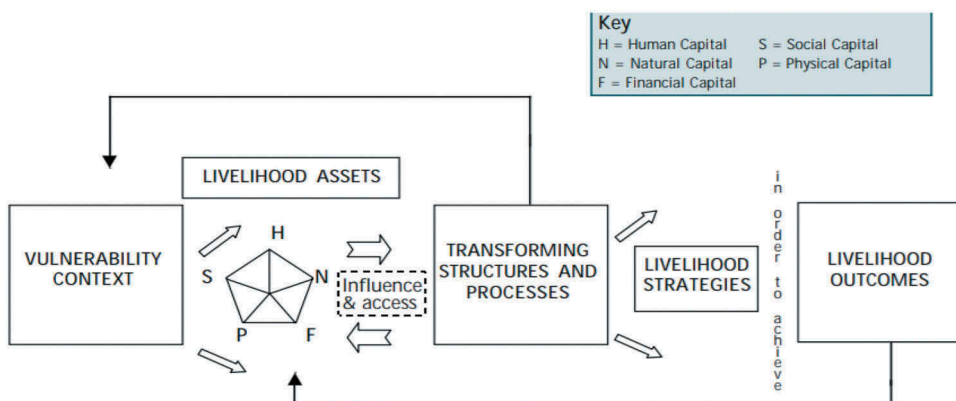 Key
H = Human Capital S = Social Capital
N = Natural Capital P = Physical Capital
F = Financial Capital
LIVELIHOOD ASSETS
VULNERABILITY
CONTEXT
H
S
N
P
F
Influence
& access
TRANSFORMING
STRUCTURES AND
PROCESSES
LIVELIHOOD
STRATEGIES
in order to achieve
LIVELIHOOD
OUTCOMES